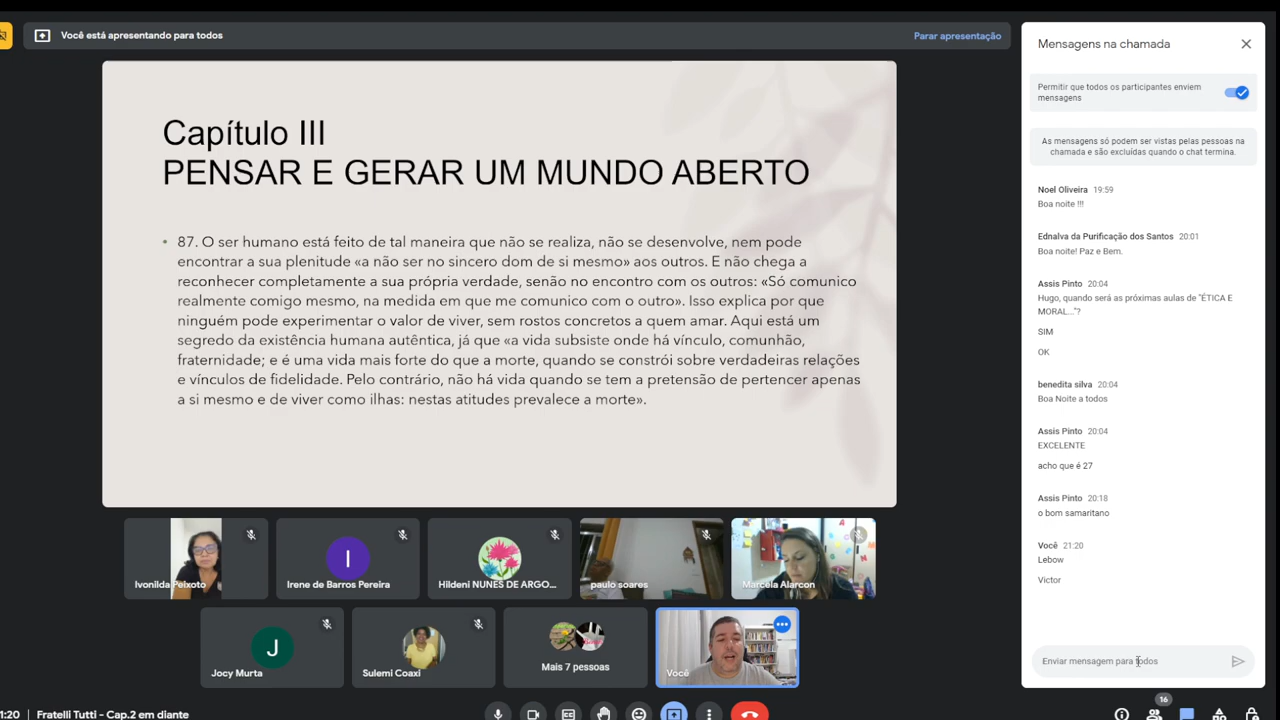 Você está apresentando para todos
Parar apresentação
Capítulo III
PENSAR E GERAR UM MUNDO ABERTO
• 87. O ser humano está feito de tal maneira que não se realiza, não se desenvolve, nem pode
encontrar a sua plenitude «a não ser no sincero dom de si mesmo» aos outros. E não chega a
reconhecer completamente a sua própria verdade, senão no encontro com os outros: «Só comunico
realmente comigo mesmo, na medida em que me comunico com o outro». Isso explica por que
ninguém pode experimentar o valor de viver, sem rostos concretos a quem amar. Aqui está um
segredo da existência humana autêntica, já que «a vida subsiste onde há vínculo, comunhão,
fraternidade; e é uma vida mais forte do que a morte, quando se constrói sobre verdadeiras relações
e vínculos de fidelidade. Pelo contrário, não há vida quando se tem a pretensão de pertencer apenas
a si mesmo e de viver como ilhas: nestas atitudes prevalece a morte».
Ivonilda Peixoto
I
Irene de Barros Pereira
Hildeni NUNES DE ARGO...
paulo soares
Marcela Alarcon
J
Jocy Murta
Sulemi Coaxi
Mais 7 pessoas
Você
Mensagens na chamada
Permitir que todos os participantes enviem
mensagens
As mensagens só podem ser vistas pelas pessoas na
chamada e são excluídas quando o chat termina.
Noel Oliveira 19:59
Boa noite !!!
Ednalva da Purificação dos Santos 20:01
Boa noite! Paz e Bem.
Assis Pinto 20:04
Hugo, quando será as próximas aulas de "ÉTICA E
MORAL..."?
SIM
OK
benedita silva 20:04
Boa Noite a todos
Assis Pinto 20:04
EXCELENTE
acho que é 27
Assis Pinto 20:18
o bom samaritano
Você 21:20
Lebow
Victor
Enviar mensagem para todos
1:20
Fratelli Tutti - Cap.2 em diante
16